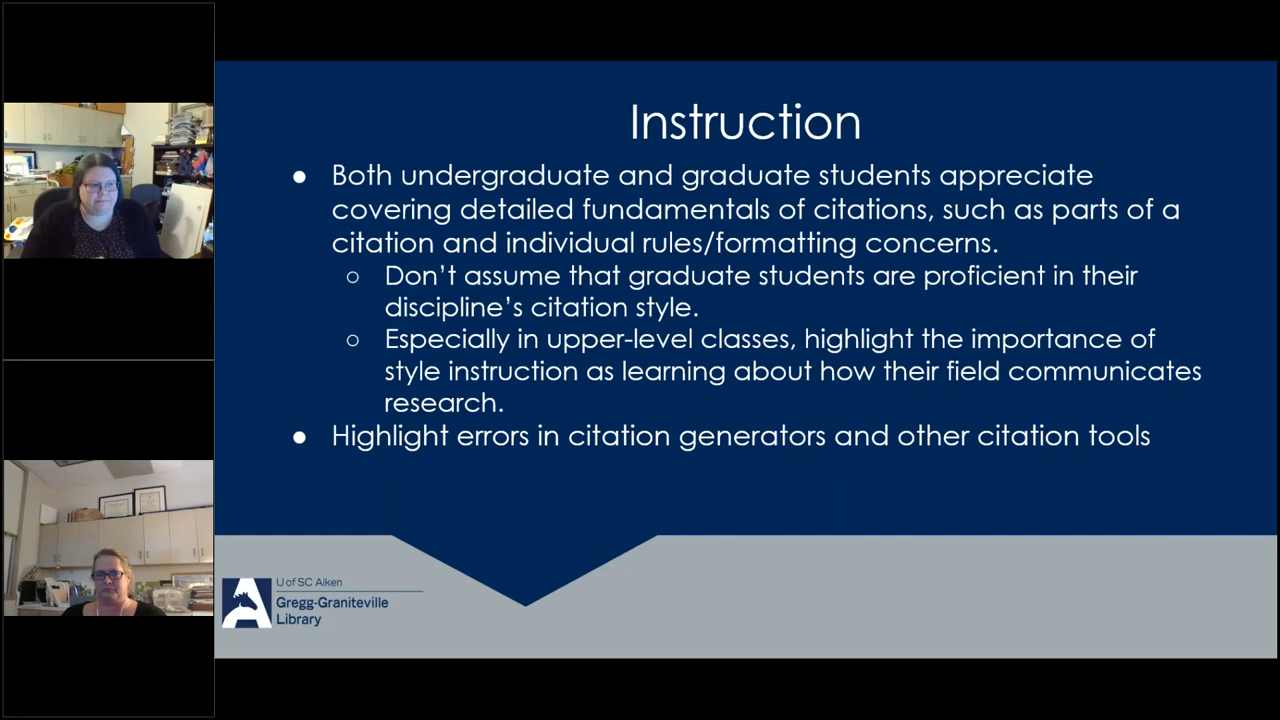 Instruction
● Both undergraduate and graduate students appreciate
covering detailed fundamentals of citations, such as parts of a
citation and individual rules/formatting concerns.
○ Don't assume that graduate students are proficient in their
discipline's citation style.
○ Especially in upper-level classes, highlight the importance of
style instruction as learning about how their field communicates
research.
● Highlight errors in citation generators and other citation tools
A
U of SC Aiken
Gregg-Graniteville
Library